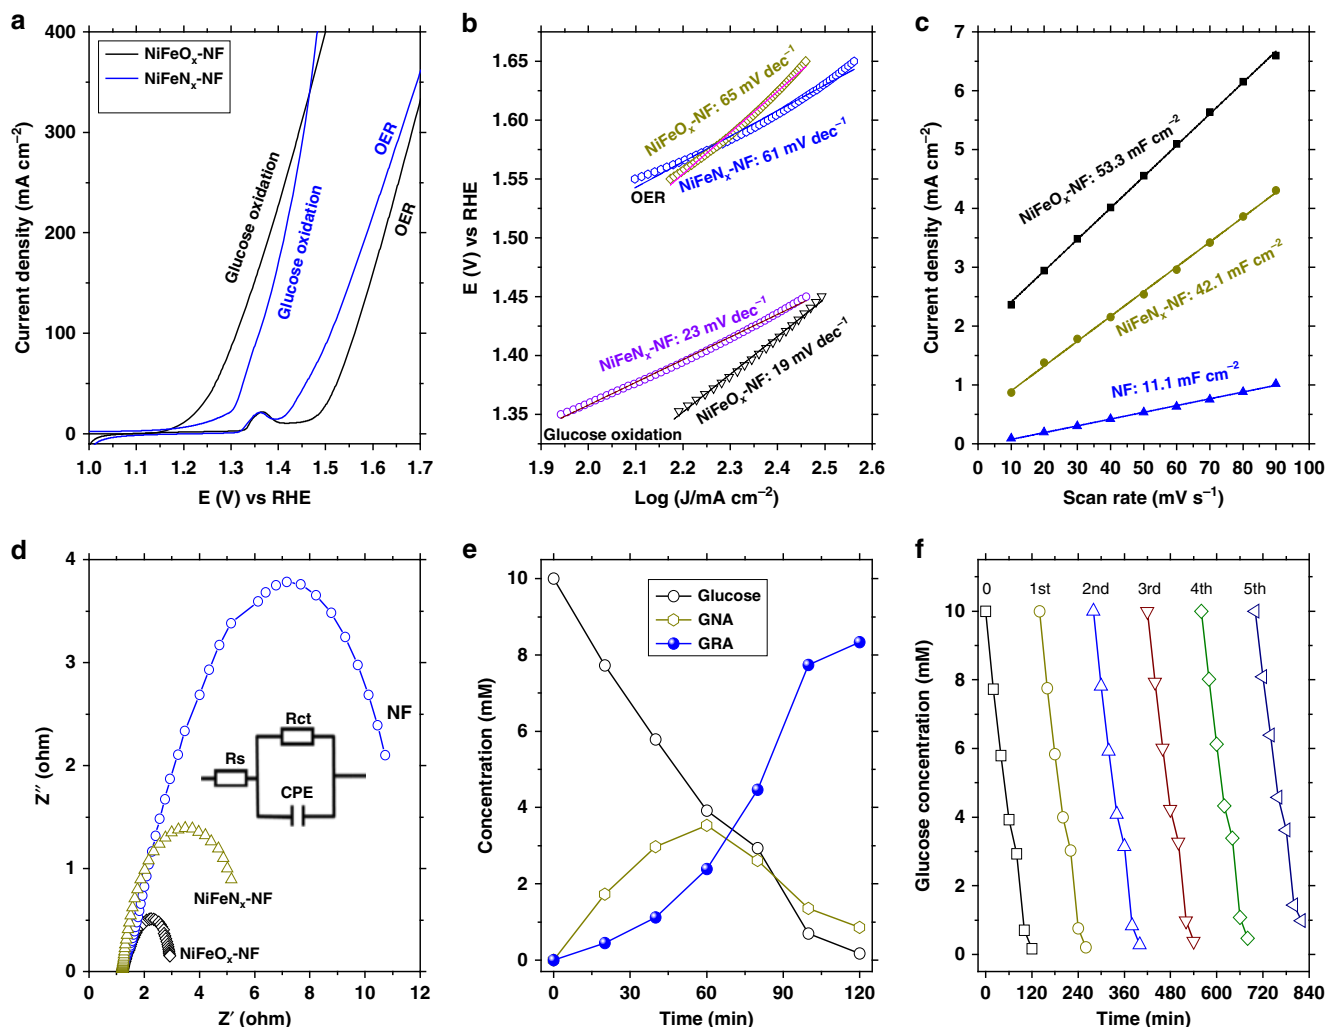 a
400
300
200
100
0
Current density (mA cm⁻²)
NiFeOₓ-NF
NiFeNₓ-NF
Glucose oxidation
Glucose oxidation
OER
OER
1.0 1.1 1.2 1.3 1.4 1.5 1.6 1.7
E (V) vs RHE
b
1.65
1.60
1.55
1.50
1.45
1.40
1.35
E (V) vs RHE
NiFeOₓ-NF: 65 mV dec⁻¹
NiFeNₓ-NF: 61 mV dec⁻¹
OER
NiFeNₓ-NF: 23 mV dec⁻¹
NiFeOₓ-NF: 19 mV dec⁻¹
Glucose oxidation
1.9 2.0 2.1 2.2 2.3 2.4 2.5 2.6
Log (J/mA cm⁻²)
c
7
6
5
4
3
2
1
0
Current density (mA cm⁻²)
NiFeOₓ-NF: 53.3 mF cm⁻²
NiFeNₓ-NF: 42.1 mF cm⁻²
NF: 11.1 mF cm⁻²
0 10 20 30 40 50 60 70 80 90 100
Scan rate (mV s⁻¹)
d
4
3
2
1
0
Z″ (ohm)
NF
Rct
Rs
CPE
NiFeNₓ-NF
NiFeOₓ-NF
0 2 4 6 8 10 12
Z′ (ohm)
e
10
8
6
4
2
0
Concentration (mM)
Glucose
GNA
GRA
0 30 60 90 120
Time (min)
f
0 1st 2nd 3rd 4th 5th
10
8
6
4
2
0
Glucose concentration (mM)
0 120 240 360 480 600 720 840
Time (min)